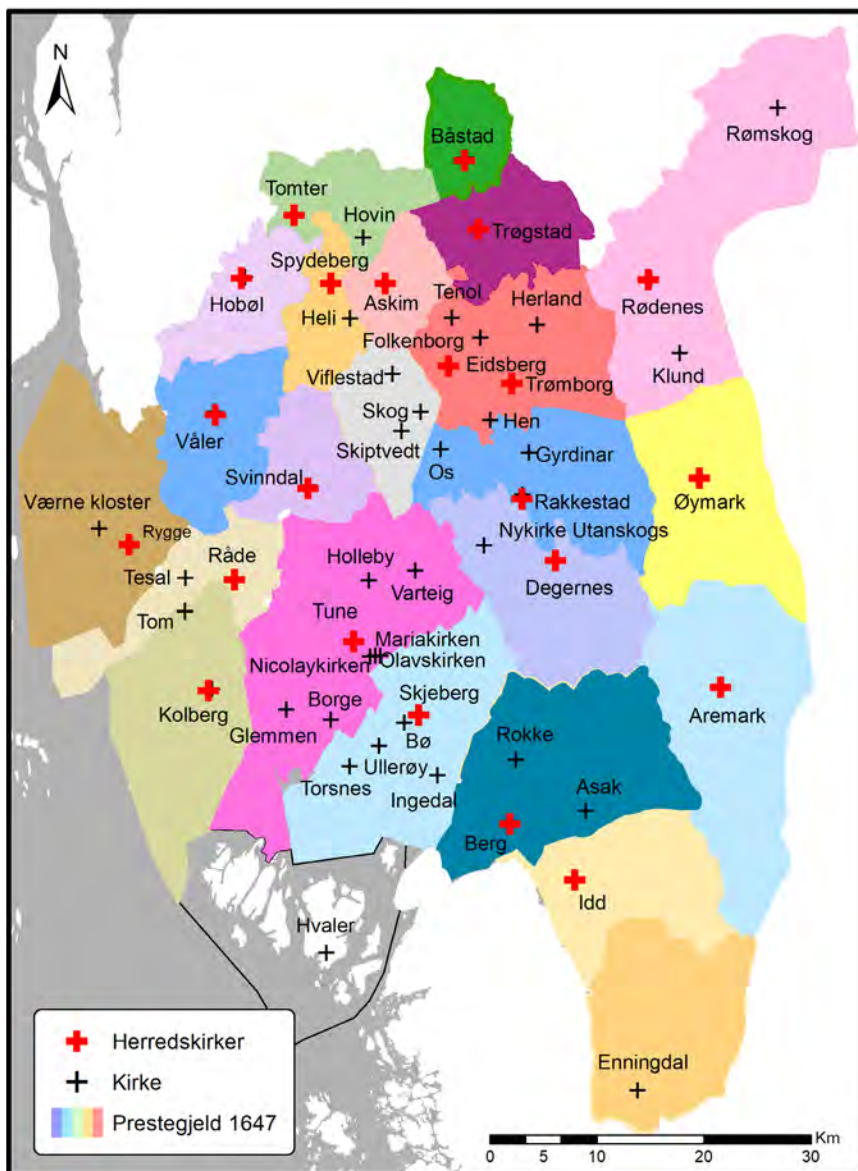 N
Båstad
Rømskog
Tomter
Hovin
Trøgstad
Spydeberg
Hobøl
Askim
Tenol
Herland
Rødenes
Heli
Folkenborg
Eidsberg
Klund
Viflestad
Trømborg
Våler
Skog
Hen
Skiptvedt
Gyrdinar
Svinndal
Os
Øymark
Værne kloster
Rakkestad
Rygge
Nykirke Utanskogs
Råde
Holleby
Tesal
Varteig
Degernes
Tom
Tune
Mariakirken
Nicolaykirken
Olavskirken
Kolberg
Borge
Skjeberg
Aremark
Glemmen
Bø
Rokke
Ullerøy
Torsnes
Ingedal
Asak
Berg
Idd
Hvaler
Enningdal
Herredskirker
Kirke
Prestegjeld 1647
Km
0 5 10 20 30